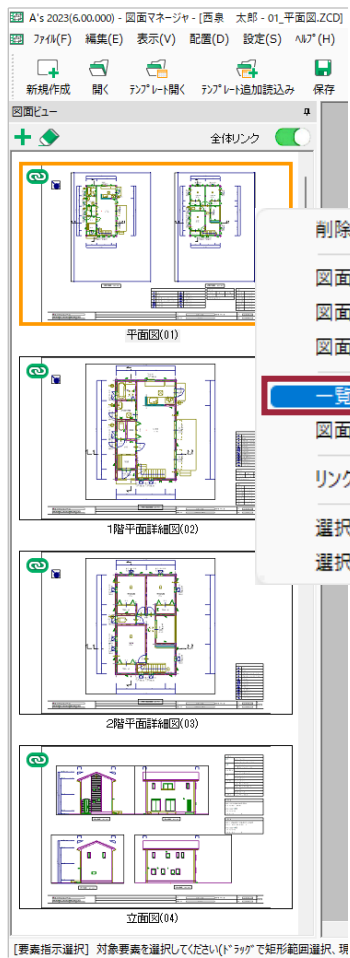 A's 2023(6.00.000) - 図面マネージャ - [西泉　太郎 - 01_平面図.ZCD]
ﾌｧｲﾙ(F) 編集(E) 表示(V) 配置(D) 設定(S) ﾍﾙﾌﾟ(H)
新規作成 開く ﾃﾝﾌﾟﾚｰﾄ開く ﾃﾝﾌﾟﾚｰﾄ追加読込み 保存
図面ビュー
全体リンク
削除
図面
図面
図面
平面図(01)
一覧
図面
リンク
1階平面詳細図(02)
選択
選択
2階平面詳細図(03)
立面図(04)
[要素指示選択] 対象要素を選択してください(ﾄﾞﾗｯｸﾞで矩形範囲選択、現